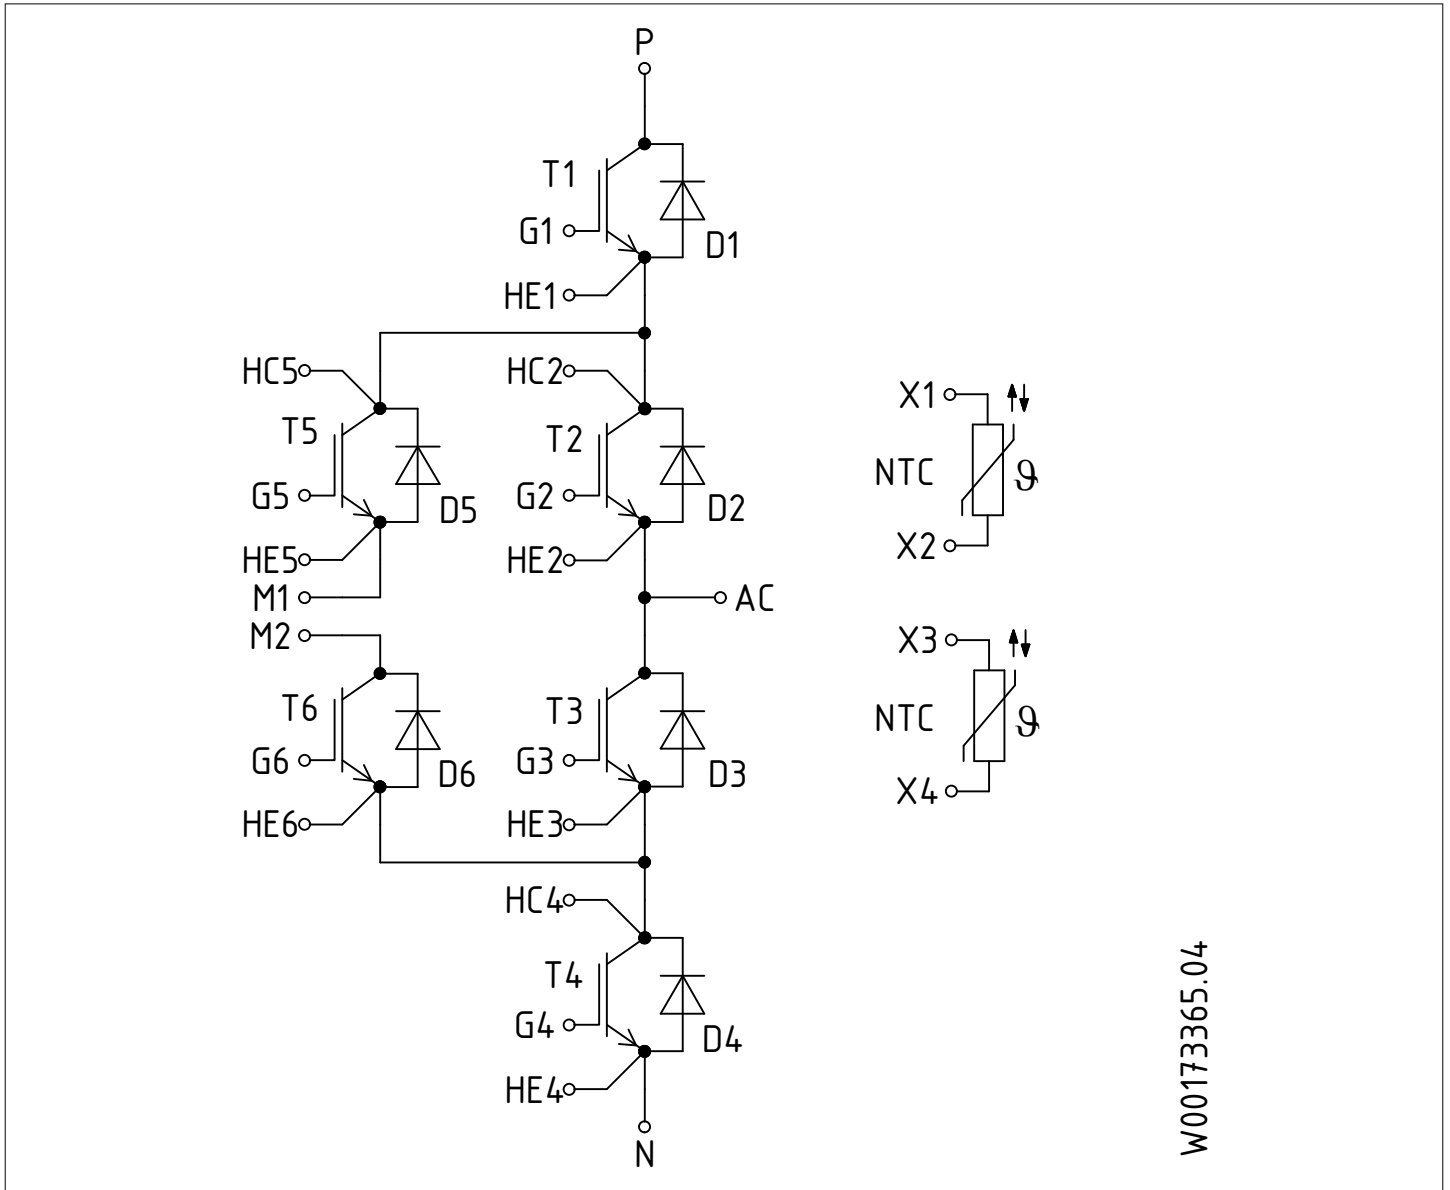 P
T1
G1
D1
HE1
HC5
HC2
T5
T2
G5
D5
G2
D2
HE5
HE2
M1
AC
M2
T6
T3
G6
D6
G3
D3
HE6
HE3
HC4
T4
G4
D4
HE4
N
X1
NTC
ϑ
X2
X3
NTC
ϑ
X4
W00173365.04